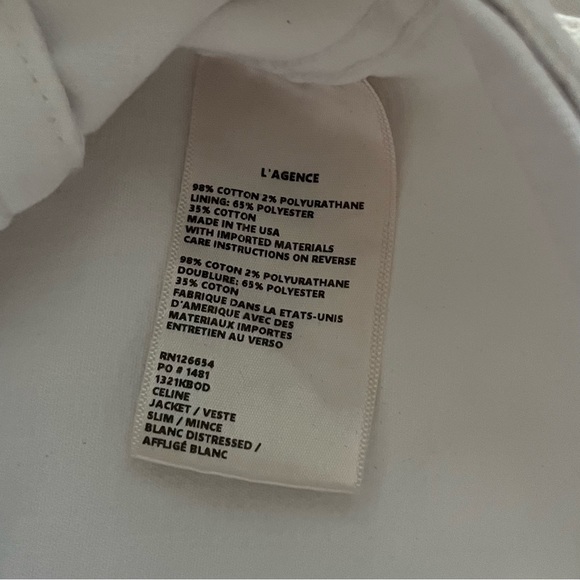 L'AGENCE
98% COTTON 2% POLYURATHANE
LINING: 65% POLYESTER
35% COTTON
MADE IN THE USA
WITH IMPORTED MATERIALS
CARE INSTRUCTIONS ON REVERSE
98% COTON 2% POLYURATHANE
DOUBLURE: 65% POLYESTER
35% COTON
FABRIQUE DANS LA ETATS-UNIS
D'AMERIQUE AVEC DES
MATERIAUX IMPORTES
ENTRETIEN AU VERSO
RN126654
PO # 1481
1321KBOD
CELINE
JACKET / VESTE
SLIM / MINCE
BLANC DISTRESSED /
AFFLIGÉ BLANC